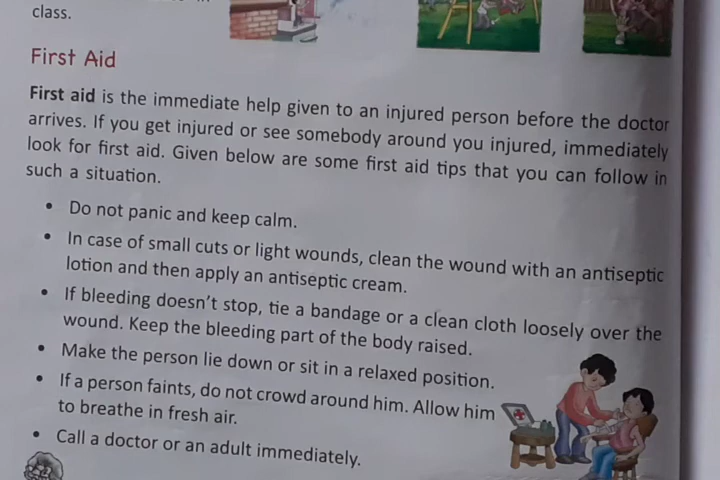 class.
First Aid
First aid is the immediate help given to an injured person before the doctor
arrives. If you get injured or see somebody around you injured, immediately
look for first aid. Given below are some first aid tips that you can follow in
such a situation.
• Do not panic and keep calm.
• In case of small cuts or light wounds, clean the wound with an antiseptic
lotion and then apply an antiseptic cream.
• If bleeding doesn't stop, tie a bandage or a clean cloth loosely over the
wound. Keep the bleeding part of the body raised.
• Make the person lie down or sit in a relaxed position.
• If a person faints, do not crowd around him. Allow him
to breathe in fresh air.
• Call a doctor or an adult immediately.